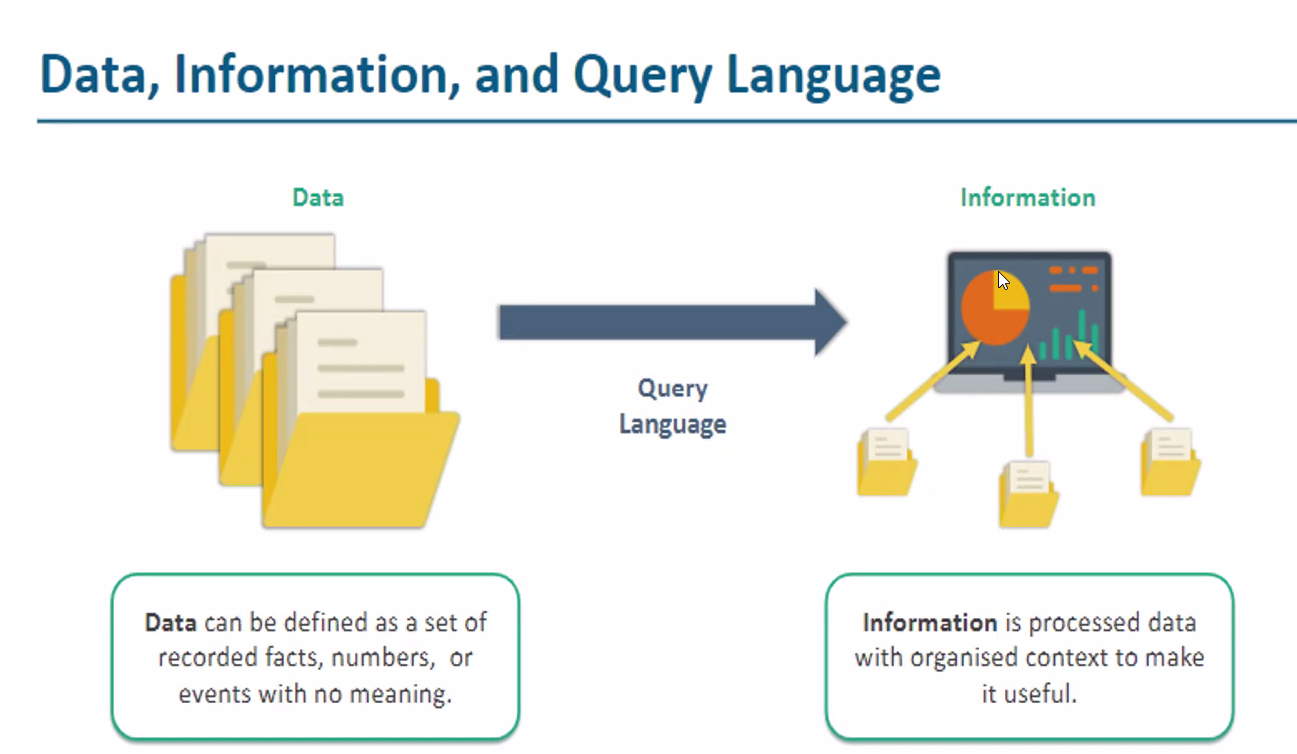 Data, Information, and Query Language
Data
Information
Query
Language
Data can be defined as a set of
recorded facts, numbers,  or
events with no meaning.
Information is processed data
with organised context to make
it useful.